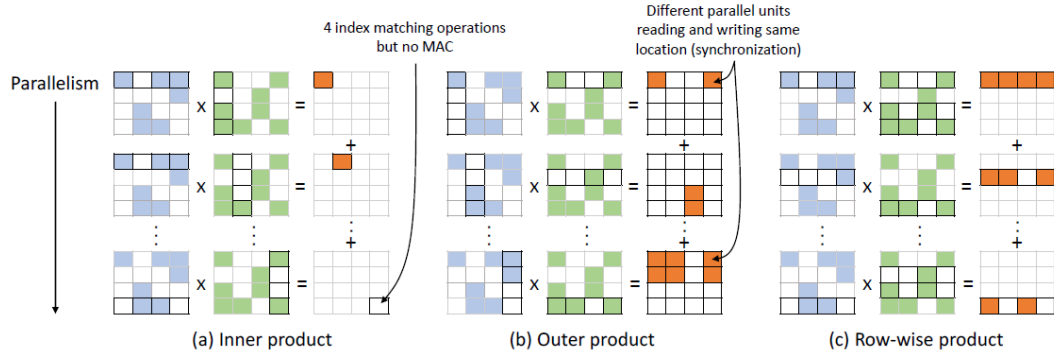 4 index matching operations
but no MAC
Different parallel units
reading and writing same
location (synchronization)
Parallelism
x = x = x =
+ + +
x = x = x =
⋮ ⋮ ⋮ ⋮ ⋮ ⋮ ⋮ ⋮ ⋮
+ + +
x = x = x =
(a) Inner product
(b) Outer product
(c) Row-wise product